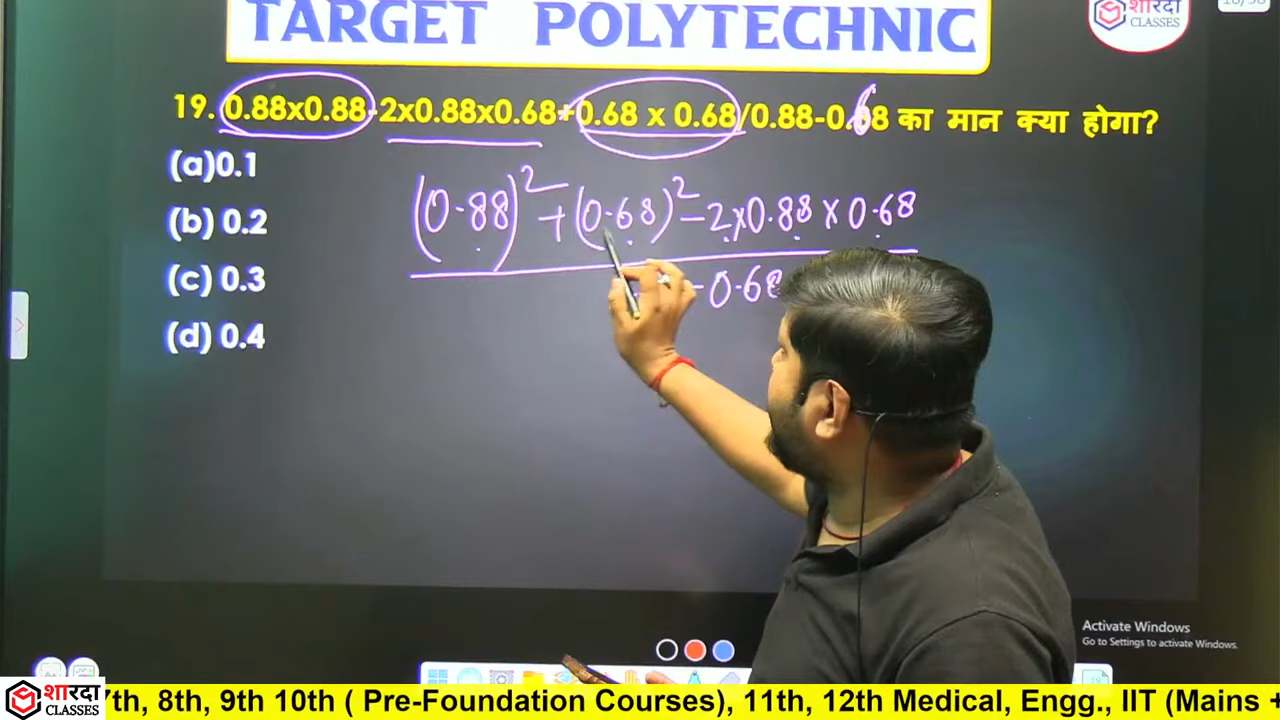 TARGET POLYTECHNIC
शारदा
CLASSES
19. 0.88x0.88-2x0.88x0.68+0.68 x 0.68/0.88-0.68 का मान क्या होगा?
(a)0.1
(b) 0.2
(c) 0.3
(d) 0.4
(0.88)² + (0.68)² - 2x0.88 x 0.68
-0.68
Activate Windows
Go to Settings to activate Windows.
शारदा
CLASSES
7th, 8th, 9th 10th ( Pre-Foundation Courses), 11th, 12th Medical, Engg., IIT (Mains +